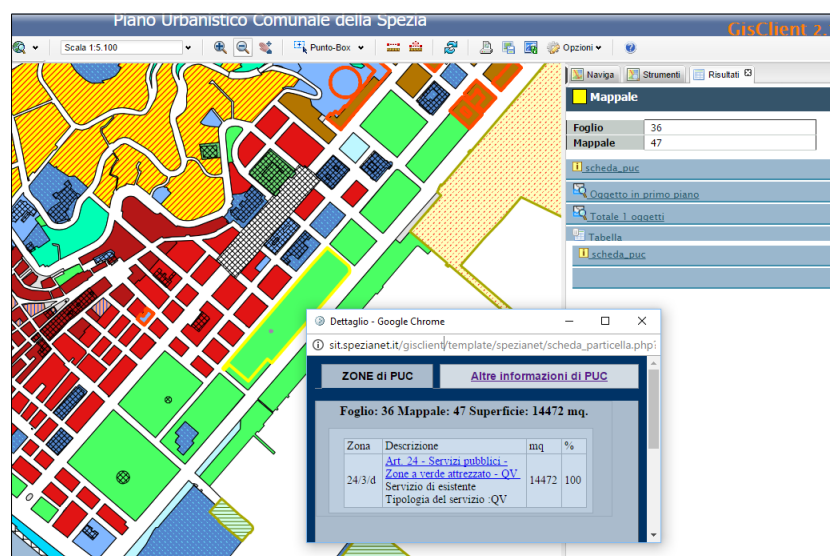 Piano Urbanistico Comunale della Spezia
GisClient 2.
Scala 1:5.100
Punto-Box
Opzioni
Naviga
Strumenti
Risultati
Mappale
Foglio 36
Mappale 47
scheda_puc
Oggetto in primo piano
Totale 1 oggetti
Tabella
scheda_puc
Dettaglio - Google Chrome
sit.spezianet.it/gisclient/template/spezianet/scheda_particella.php?
ZONE di PUC
Altre informazioni di PUC
Foglio: 36 Mappale: 47 Superficie: 14472 mq.
Zona Descrizione mq %
24/3/d Art. 24 - Servizi pubblici -
Zone a verde attrezzato - QV 14472 100
Servizio di esistente
Tipologia del servizio :QV